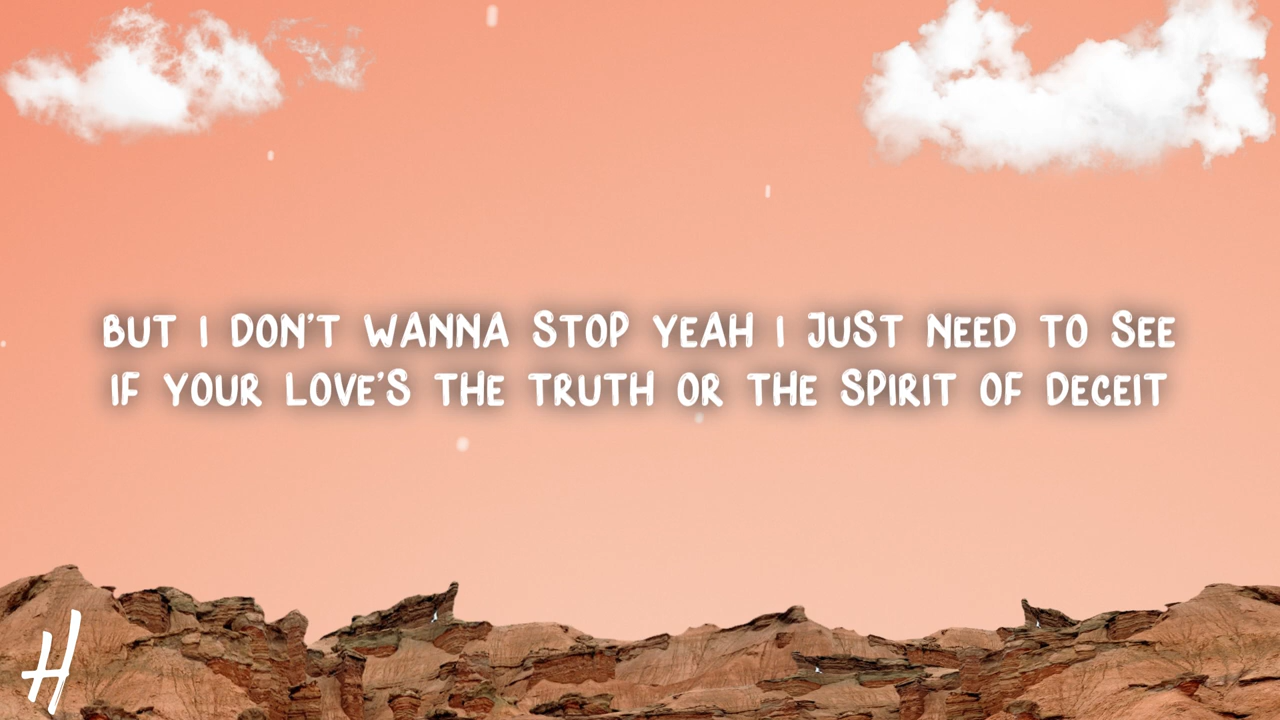 BUT I DON'T WANNA STOP YEAH I JUST NEED TO SEE
IF YOUR LOVE'S THE TRUTH OR THE SPIRIT OF DECEIT
H